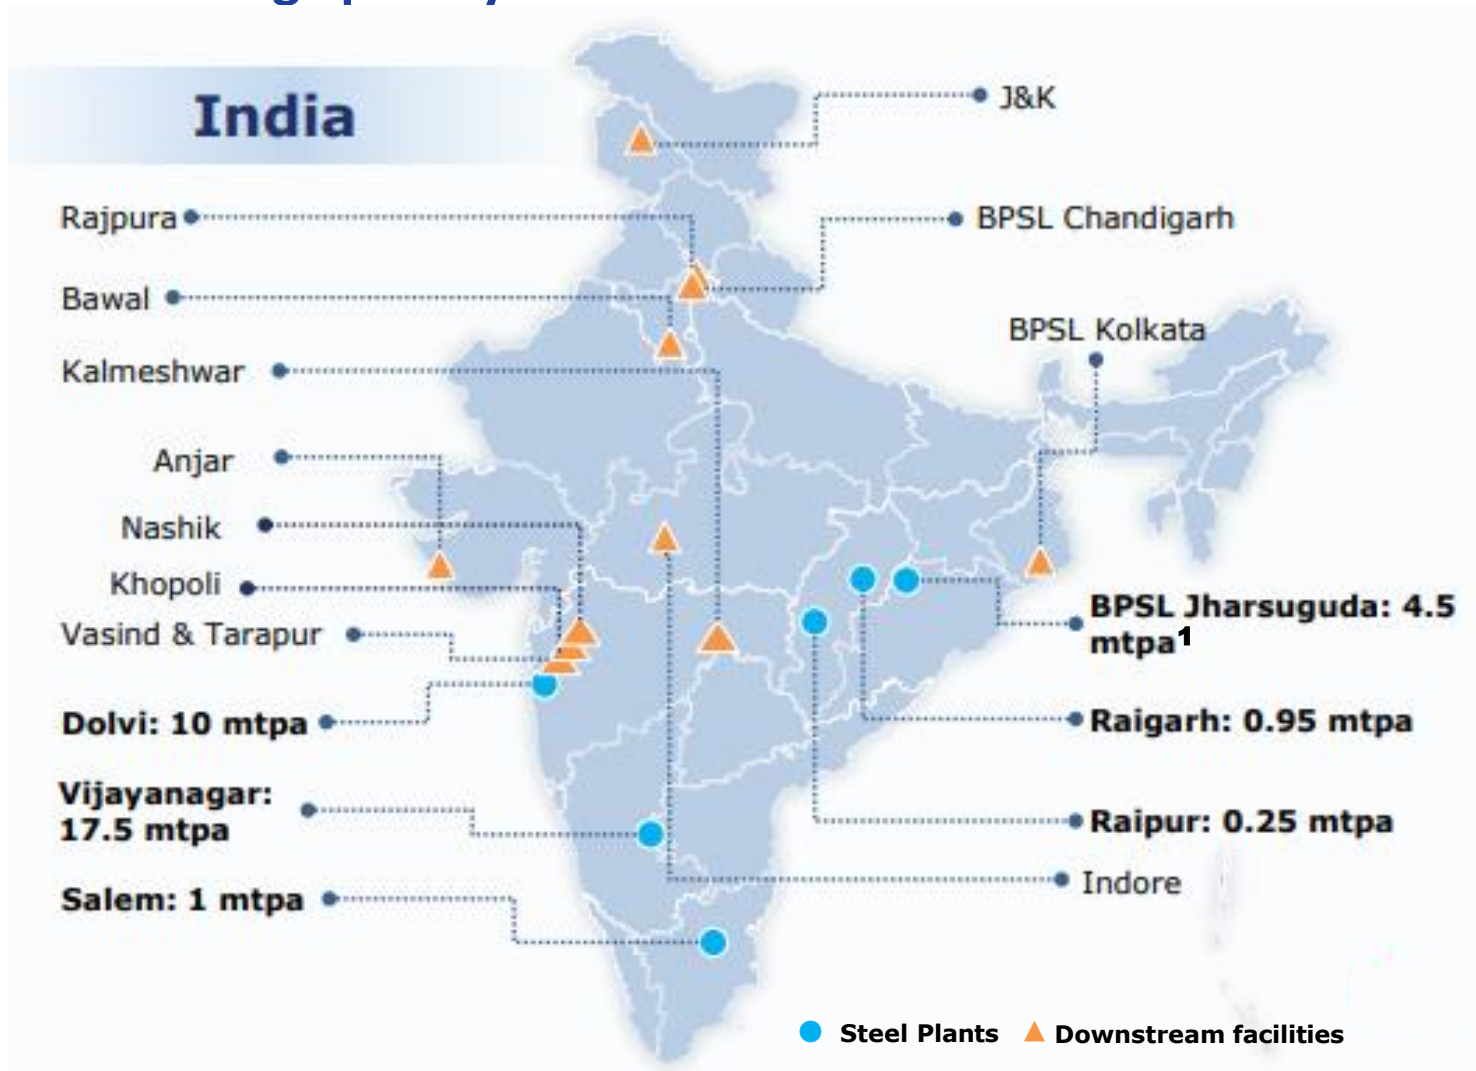 India
J&K
Rajpura
BPSL Chandigarh
Bawal
BPSL Kolkata
Kalmeshwar
Anjar
Nashik
Khopoli
Vasind & Tarapur
BPSL Jharsuguda: 4.5
mtpa¹
Dolvi: 10 mtpa
Raigarh: 0.95 mtpa
Vijayanagar:
17.5 mtpa
Raipur: 0.25 mtpa
Indore
Salem: 1 mtpa
Steel Plants
Downstream facilities